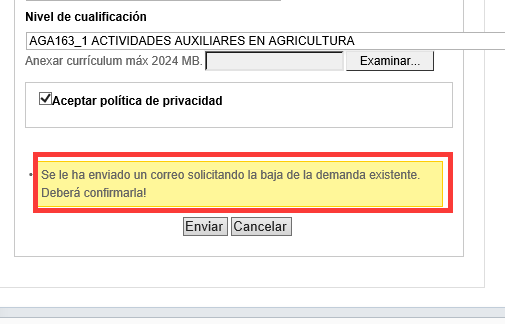 Nivel de cualificación
AGA163_1 ACTIVIDADES AUXILIARES EN AGRICULTURA
Anexar currículum máx 2024 MB. Examinar...
Aceptar política de privacidad
Se le ha enviado un correo solicitando la baja de la demanda existente.
Deberá confirmarla!
Enviar Cancelar